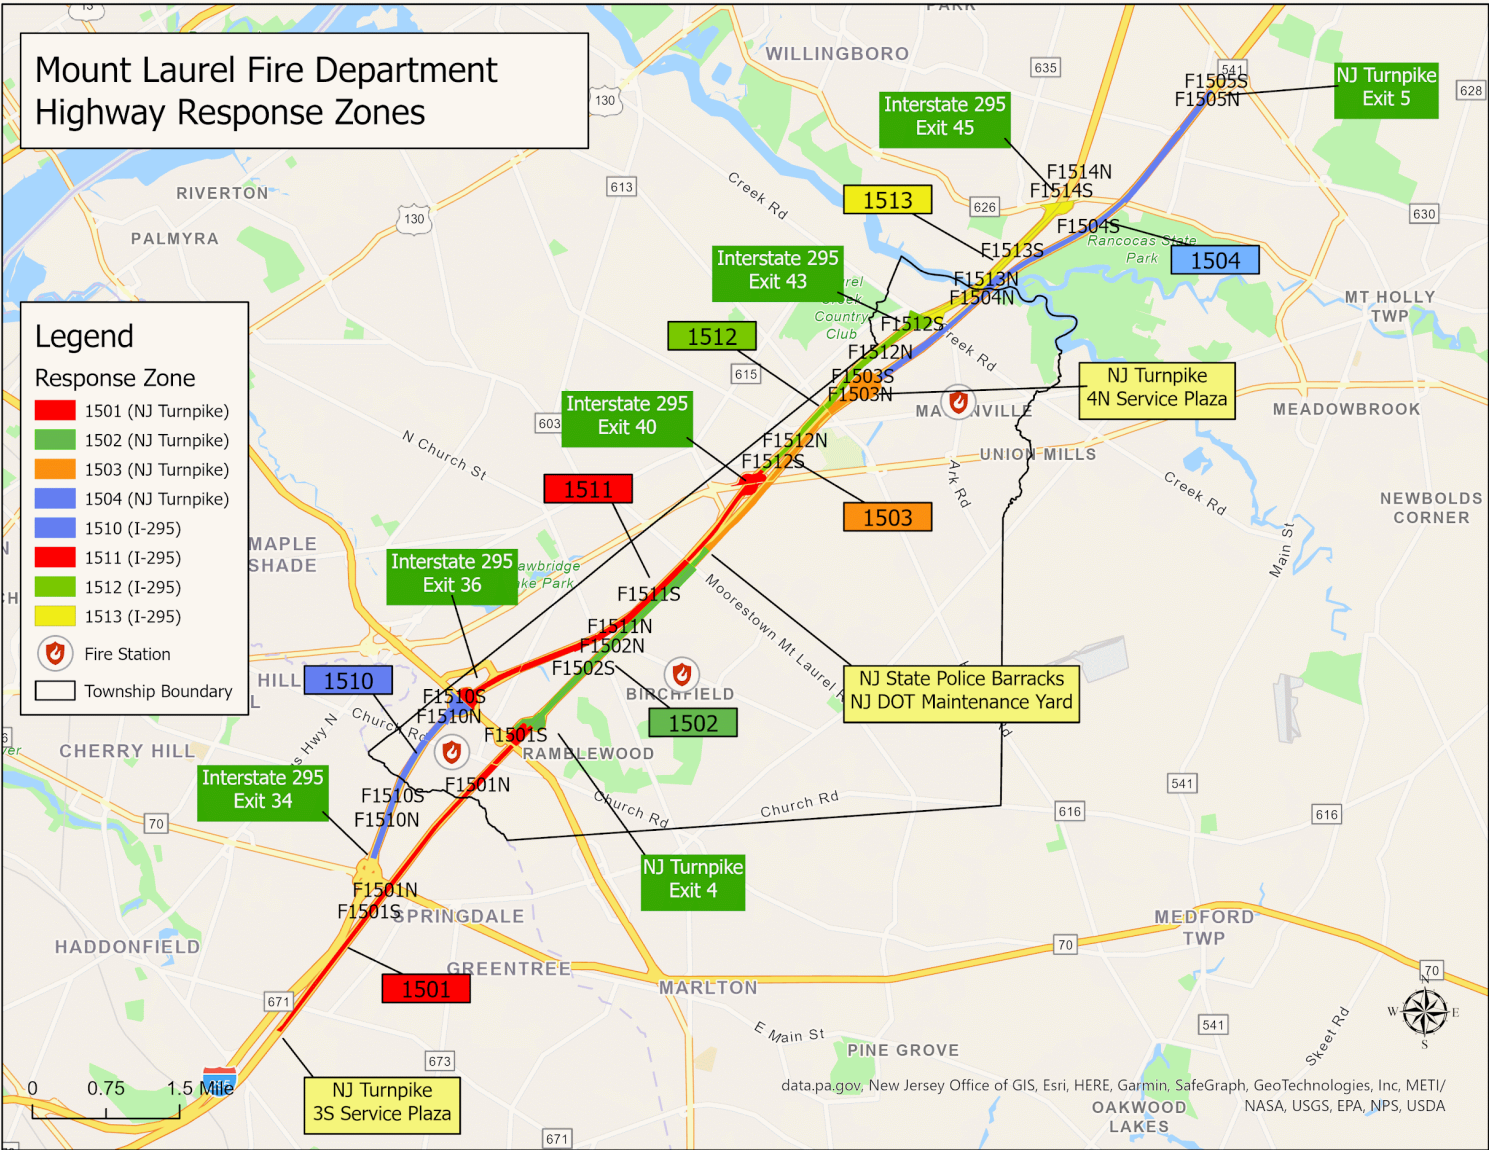 Mount Laurel Fire Department
Highway Response Zones
Legend
Response Zone
1501 (NJ Turnpike)
1502 (NJ Turnpike)
1503 (NJ Turnpike)
1504 (NJ Turnpike)
1510 (I-295)
1511 (I-295)
1512 (I-295)
1513 (I-295)
Fire Station
Township Boundary
13
PARK
WILLINGBORO
635
541
F1505S
F1505N
NJ Turnpike
Exit 5
628
130
Interstate 295
Exit 45
F1514N
F1514S
613
Creek Rd
RIVERTON
1513
626
630
130
PALMYRA
F1504S
Rancocas State
Park
1504
F1513S
Interstate 295
Exit 43
F1513N
F1504N
MT HOLLY
TWP
Country
Club
F1512S
1512
F1512N
615
F1503S
F1503N
NJ Turnpike
4N Service Plaza
Interstate 295
Exit 40
603
MEADOWBROOK
N Church St
F1512N
F1512S
UNION MILLS
Ark Rd
Creek Rd
1511
1503
NEWBOLDS
CORNER
Main St
MAPLE
SHADE
Interstate 295
Exit 36
F1511S
Moorestown Mt Laurel
F1511N
F1502N
F1502S
BIRCHFIELD
NJ State Police Barracks
NJ DOT Maintenance Yard
HILL
1510
F1510S
F1510N
Church Rd
1502
F1501S
RAMBLEWOOD
CHERRY HILL
Hwy N
Interstate 295
Exit 34
F1501N
F1510S
F1510N
Church Rd
Church Rd
541
616
616
70
NJ Turnpike
Exit 4
F1501N
F1501S
SPRINGDALE
MEDFORD
TWP
HADDONFIELD
70
70
GREENTREE
1501
MARLTON
671
N
W
E
S
E Main St
541
Skeet Rd
PINE GROVE
673
0
0.75
1.5 Mile
NJ Turnpike
3S Service Plaza
data.pa.gov, New Jersey Office of GIS, Esri, HERE, Garmin, SafeGraph, GeoTechnologies, Inc, METI/
NASA, USGS, EPA, NPS, USDA
OAKWOOD
LAKES
671